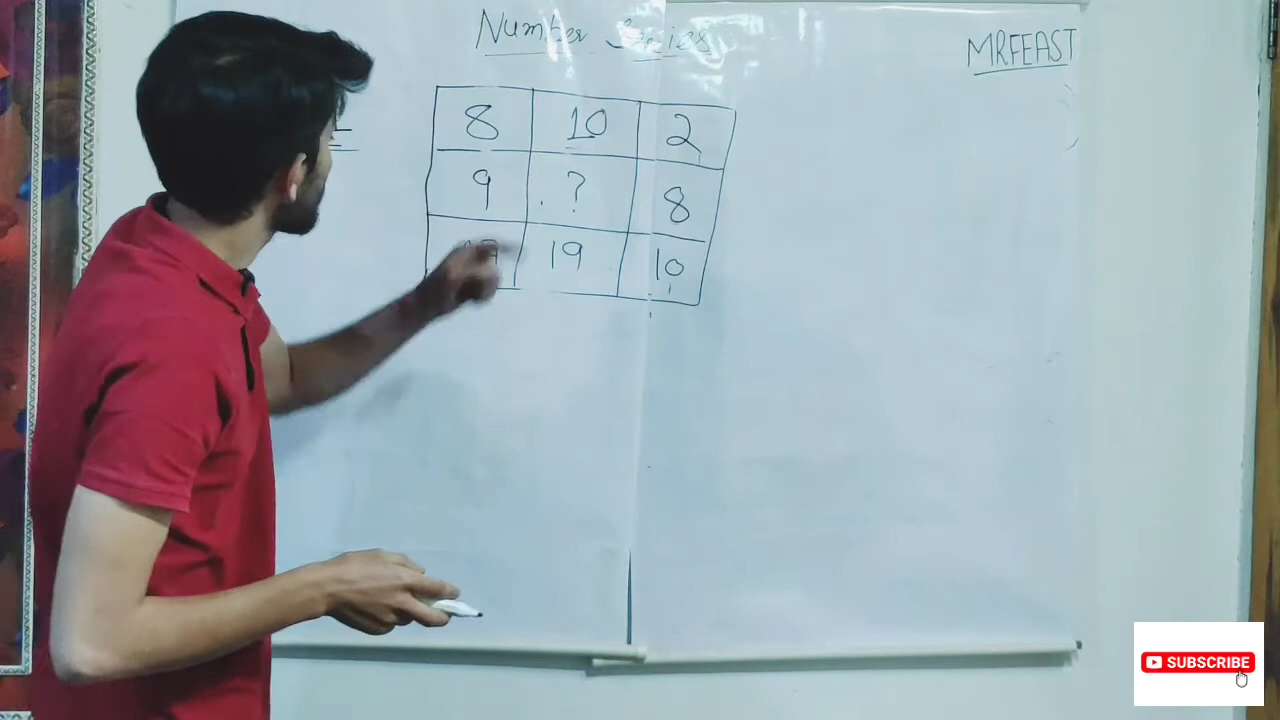 Number Series
MRFEAST
8 10 2
9 ? 8
19 10
SUBSCRIBE